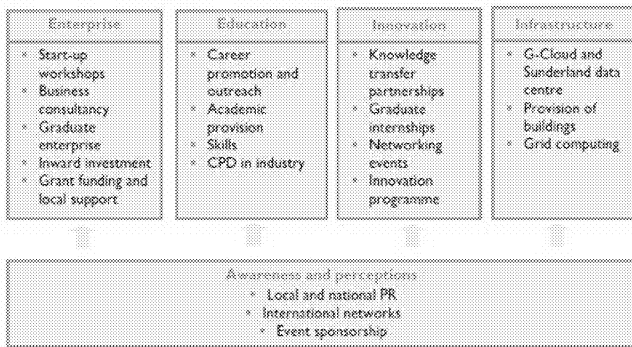 Enterprise
• Start-up
workshops
• Business
consultancy
• Graduate
enterprise
• Inward investment
• Grant funding and
local support
Education
• Career
promotion and
outreach
• Academic
provision
• Skills
• CPD in industry
Innovation
• Knowledge
transfer
partnerships
• Graduate
internships
• Networking
events
• Innovation
programme
Infrastructure
• G-Cloud and
Sunderland data
centre
• Provision of
buildings
• Grid computing
Awareness and perceptions
• Local and national PR
• International networks
• Event sponsorship